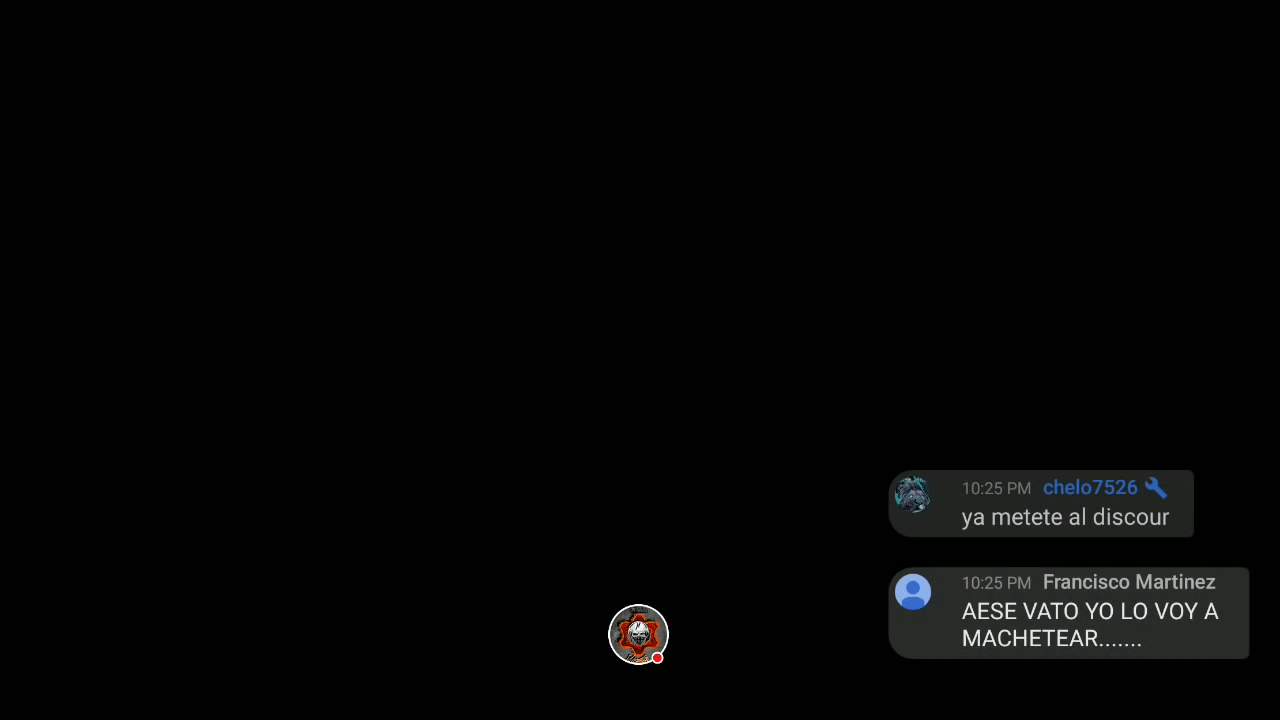 10:25 PM chelo7526
ya metete al discour
10:25 PM Francisco Martinez
AESE VATO YO LO VOY A
MACHETEAR.......